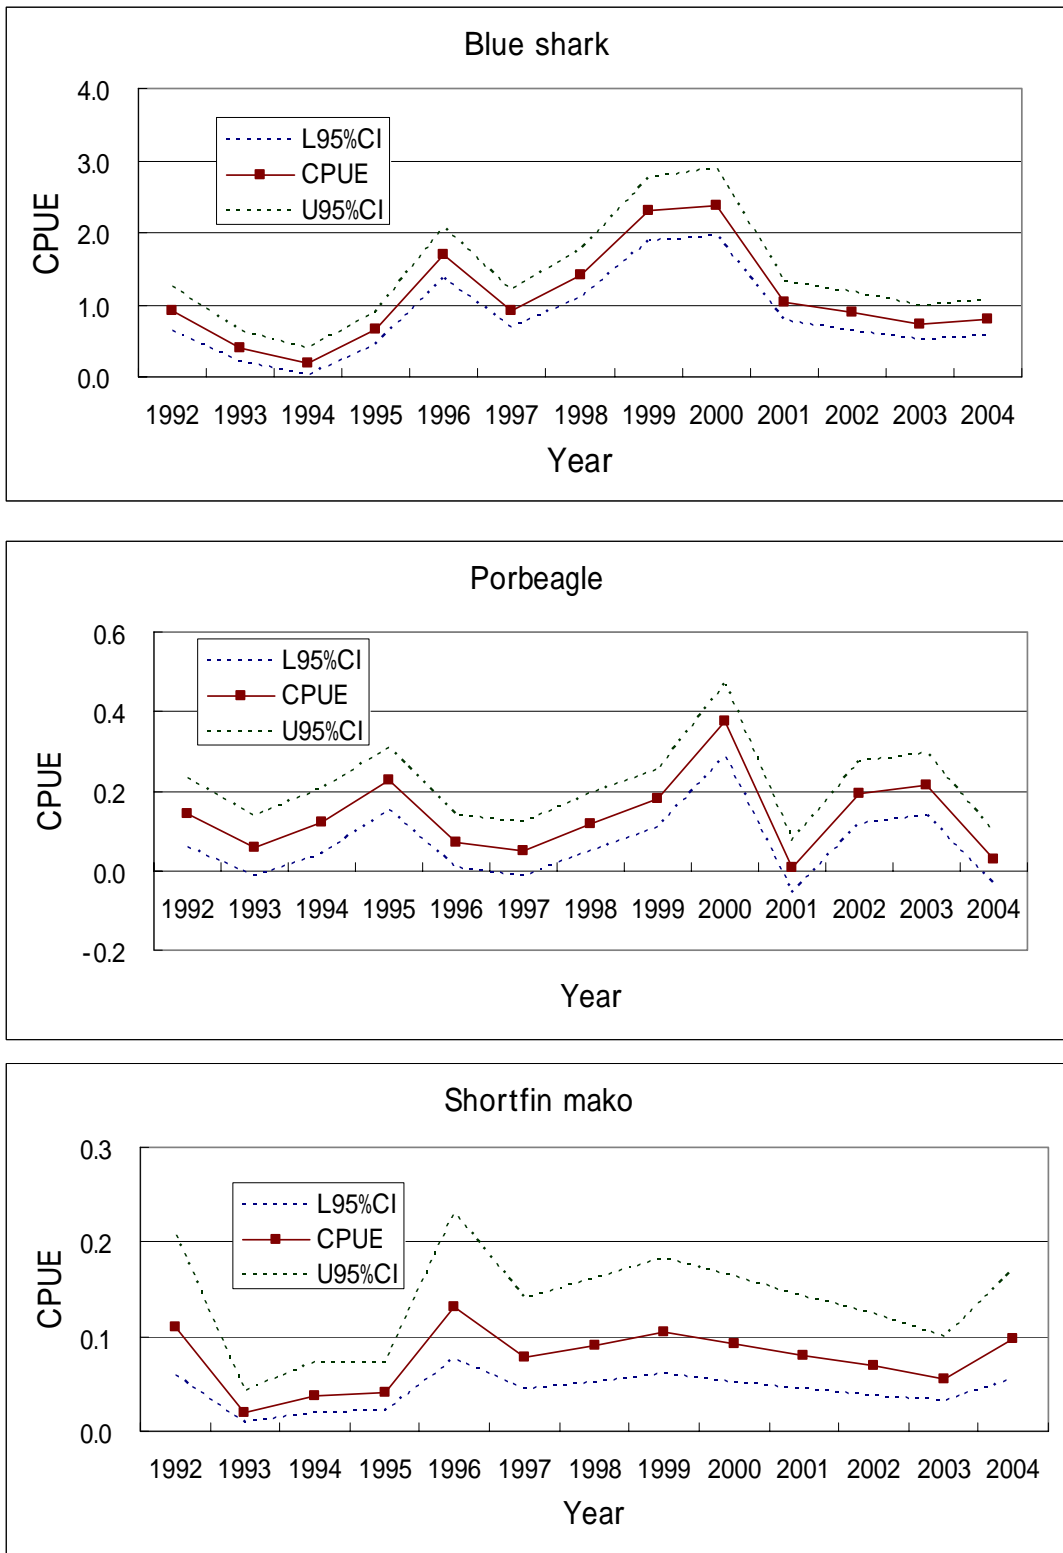 Blue shark
4.0
3.0
2.0
1.0
0.0
CPUE
L95%CI
CPUE
U95%CI
1992 1993 1994 1995 1996 1997 1998 1999 2000 2001 2002 2003 2004
Year
Porbeagle
0.6
0.4
0.2
0.0
-0.2
CPUE
L95%CI
CPUE
U95%CI
1992 1993 1994 1995 1996 1997 1998 1999 2000 2001 2002 2003 2004
Year
Shortfin mako
0.3
0.2
0.1
0.0
CPUE
L95%CI
CPUE
U95%CI
1992 1993 1994 1995 1996 1997 1998 1999 2000 2001 2002 2003 2004
Year